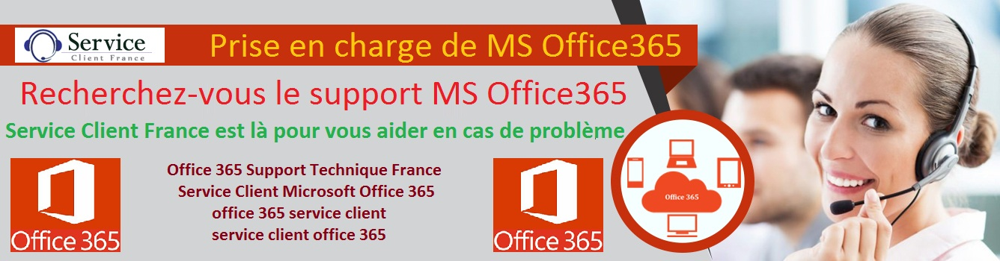 Service
Client France
Prise en charge de MS Office365
Recherchez-vous le support MS Office365
Service Client France est là pour vous aider en cas de problème
Office 365 Support Technique France
Service Client Microsoft Office 365
office 365 service client
service client office 365
Office 365
Office 365
Office 365